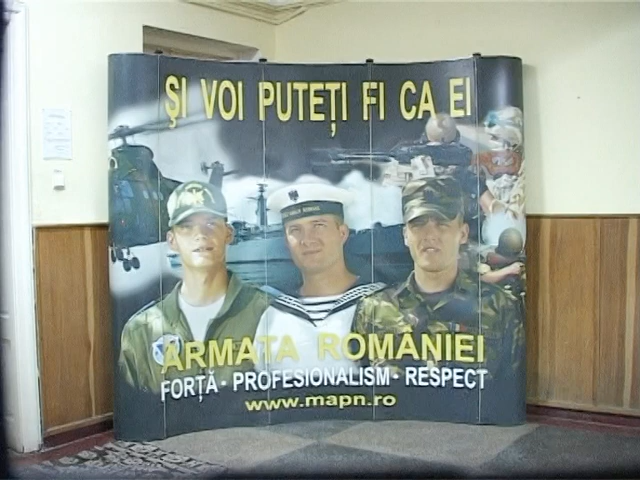 ŞI VOI PUTEŢI FI CA EI
ARMATA ROMÂNIEI
FORŢĂ • PROFESIONALISM • RESPECT
www.mapn.ro